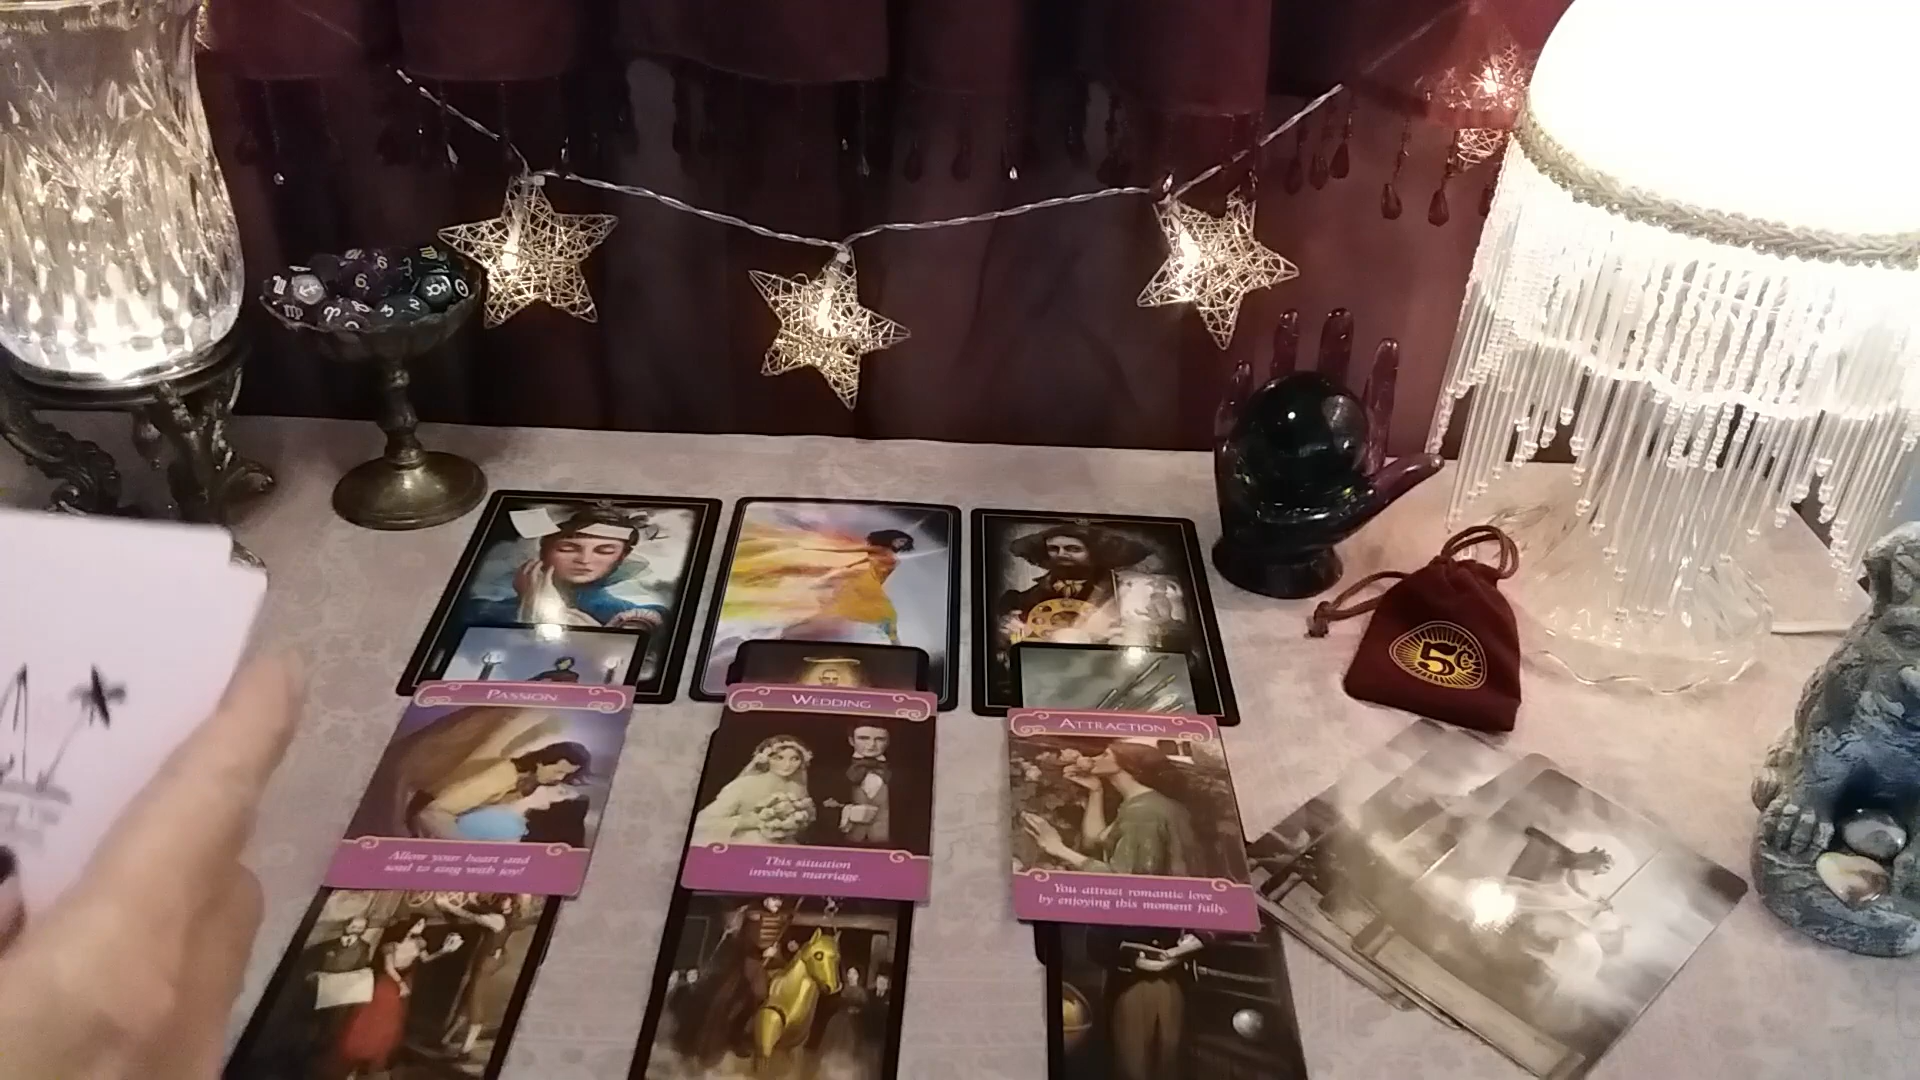 5¢
PASSION
Allow your heart and
soul to sing with joy!
WEDDING
This situation
involves marriage.
ATTRACTION
You attract romantic love
by enjoying this moment fully.